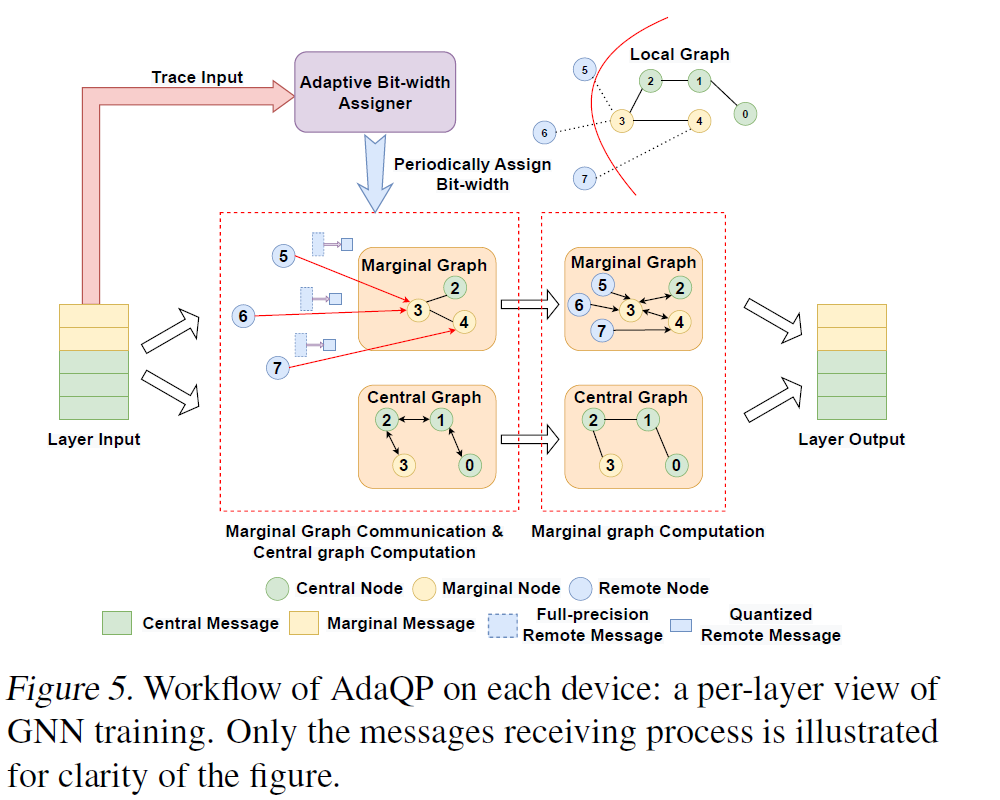 Trace Input
Adaptive Bit-width
Assigner
Periodically Assign
Bit-width
Local Graph
5
2
1
0
3
4
6
7
5
6
7
Marginal Graph
2
3
4
Marginal Graph
5
2
6
3
7
4
Central Graph
2
1
3
0
Central Graph
2
1
3
0
Layer Input
Layer Output
Marginal Graph Communication &
Central graph Computation
Marginal graph Computation
Central Node
Marginal Node
Remote Node
Central Message
Marginal Message
Full-precision
Remote Message
Quantized
Remote Message
Figure 5. Workflow of AdaQP on each device: a per-layer view of
GNN training. Only the messages receiving process is illustrated
for clarity of the figure.